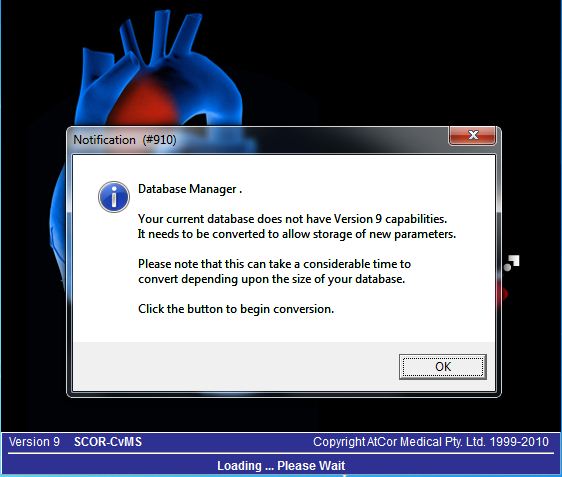 Notification (#910)
Database Manager .
Your current database does not have Version 9 capabilities.
It needs to be converted to allow storage of new parameters.
Please note that this can take a considerable time to
convert depending upon the size of your database.
Click the button to begin conversion.
OK
Version 9 SCOR-CvMS Copyright AtCor Medical Pty. Ltd. 1999-2010
Loading ... Please Wait